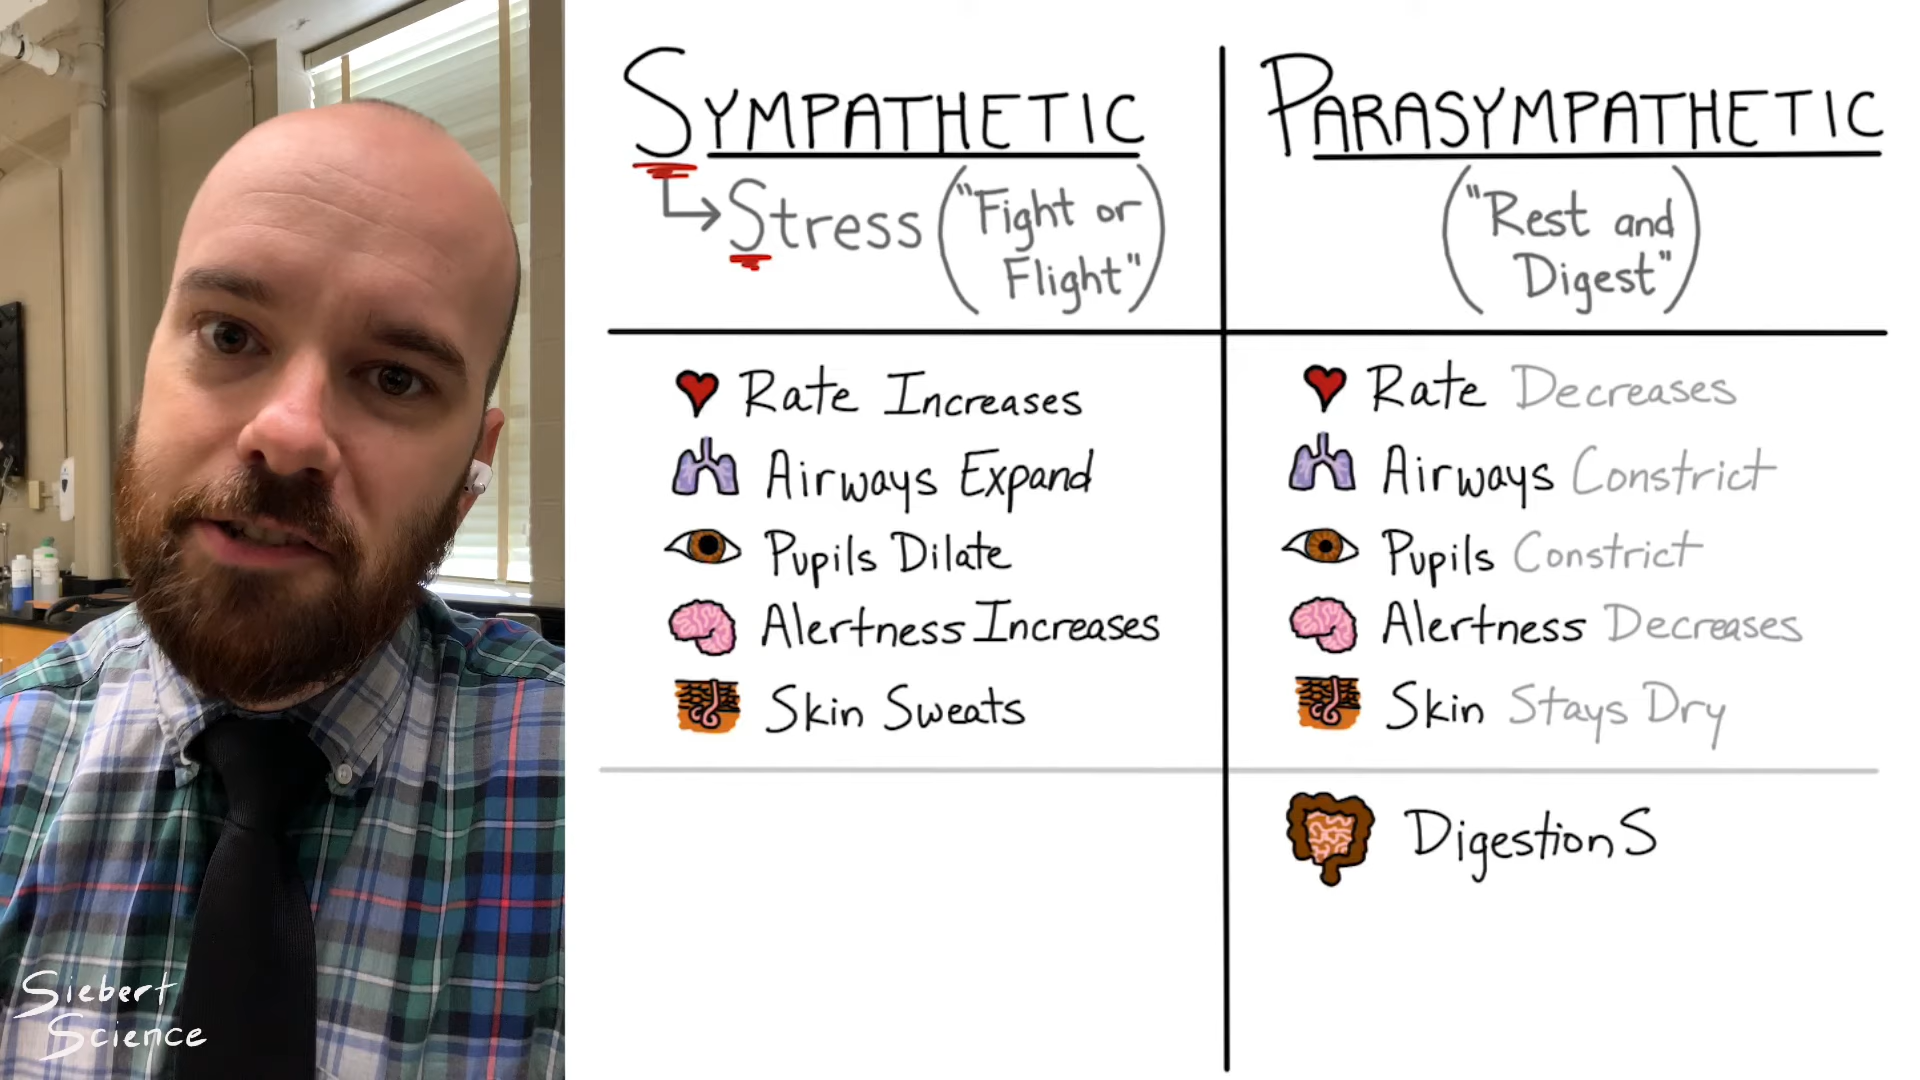 SYMPATHETIC
Stress ("Fight or
Flight")
PARASYMPATHETIC
("Rest and
Digest")
Rate Increases
Airways Expand
Pupils Dilate
Alertness Increases
Skin Sweats
Rate Decreases
Airways Constrict
Pupils Constrict
Alertness Decreases
Skin Stays Dry
Digestion S
Siebert
Science